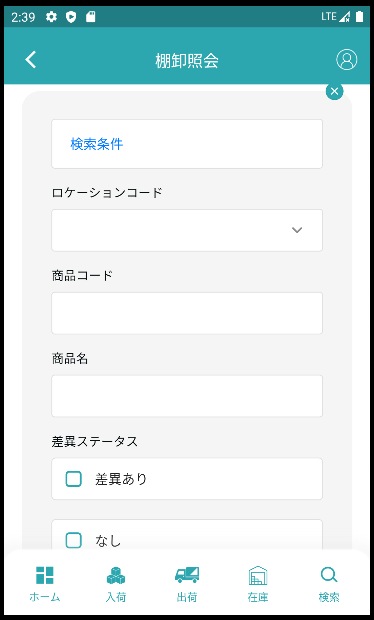 2:39
LTE
棚卸照会
検索条件
ロケーションコード
商品コード
商品名
差異ステータス
差異あり
なし
ホーム
入荷
出荷
在庫
検索